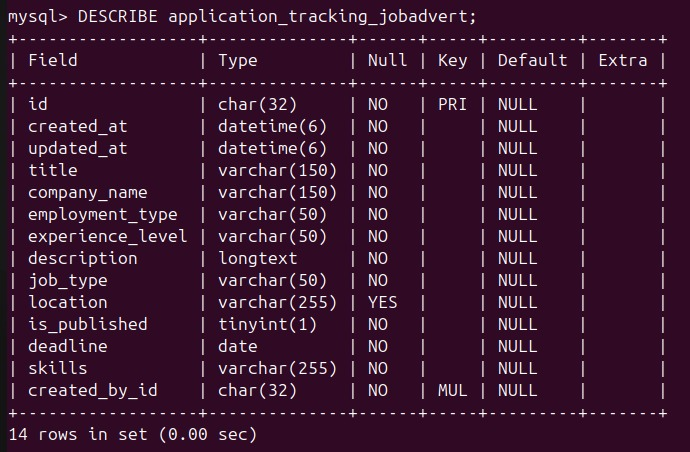 mysql> DESCRIBE application_tracking_jobadvert;
+------------------+--------------+------+-----+---------+-------+
| Field            | Type         | Null | Key | Default | Extra |
+------------------+--------------+------+-----+---------+-------+
| id               | char(32)     | NO   | PRI | NULL    |       |
| created_at       | datetime(6)  | NO   |     | NULL    |       |
| updated_at       | datetime(6)  | NO   |     | NULL    |       |
| title            | varchar(150) | NO   |     | NULL    |       |
| company_name     | varchar(150) | NO   |     | NULL    |       |
| employment_type  | varchar(50)  | NO   |     | NULL    |       |
| experience_level | varchar(50)  | NO   |     | NULL    |       |
| description      | longtext     | NO   |     | NULL    |       |
| job_type         | varchar(50)  | NO   |     | NULL    |       |
| location         | varchar(255) | YES  |     | NULL    |       |
| is_published     | tinyint(1)   | NO   |     | NULL    |       |
| deadline         | date         | NO   |     | NULL    |       |
| skills           | varchar(255) | NO   |     | NULL    |       |
| created_by_id    | char(32)     | NO   | MUL | NULL    |       |
+------------------+--------------+------+-----+---------+-------+
14 rows in set (0.00 sec)